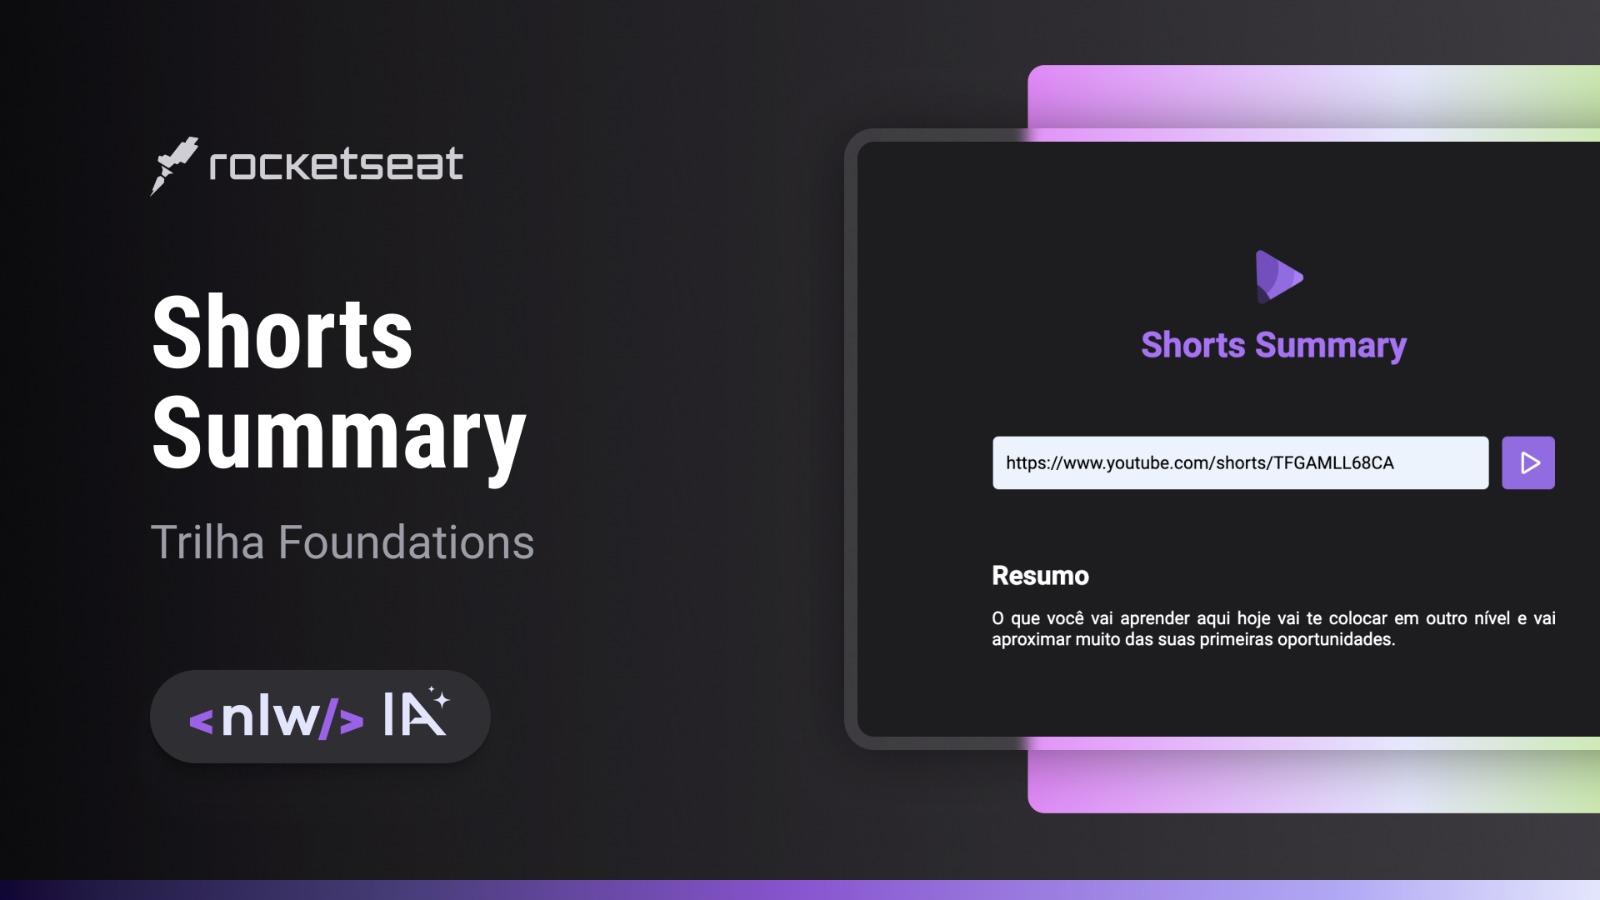 rocketseat
Shorts
Summary
Trilha Foundations
<nlw/> IA
Shorts Summary
https://www.youtube.com/shorts/TFGAMLL68CA
Resumo
O que você vai aprender aqui hoje vai te colocar em outro nível e vai
aproximar muito das suas primeiras oportunidades.